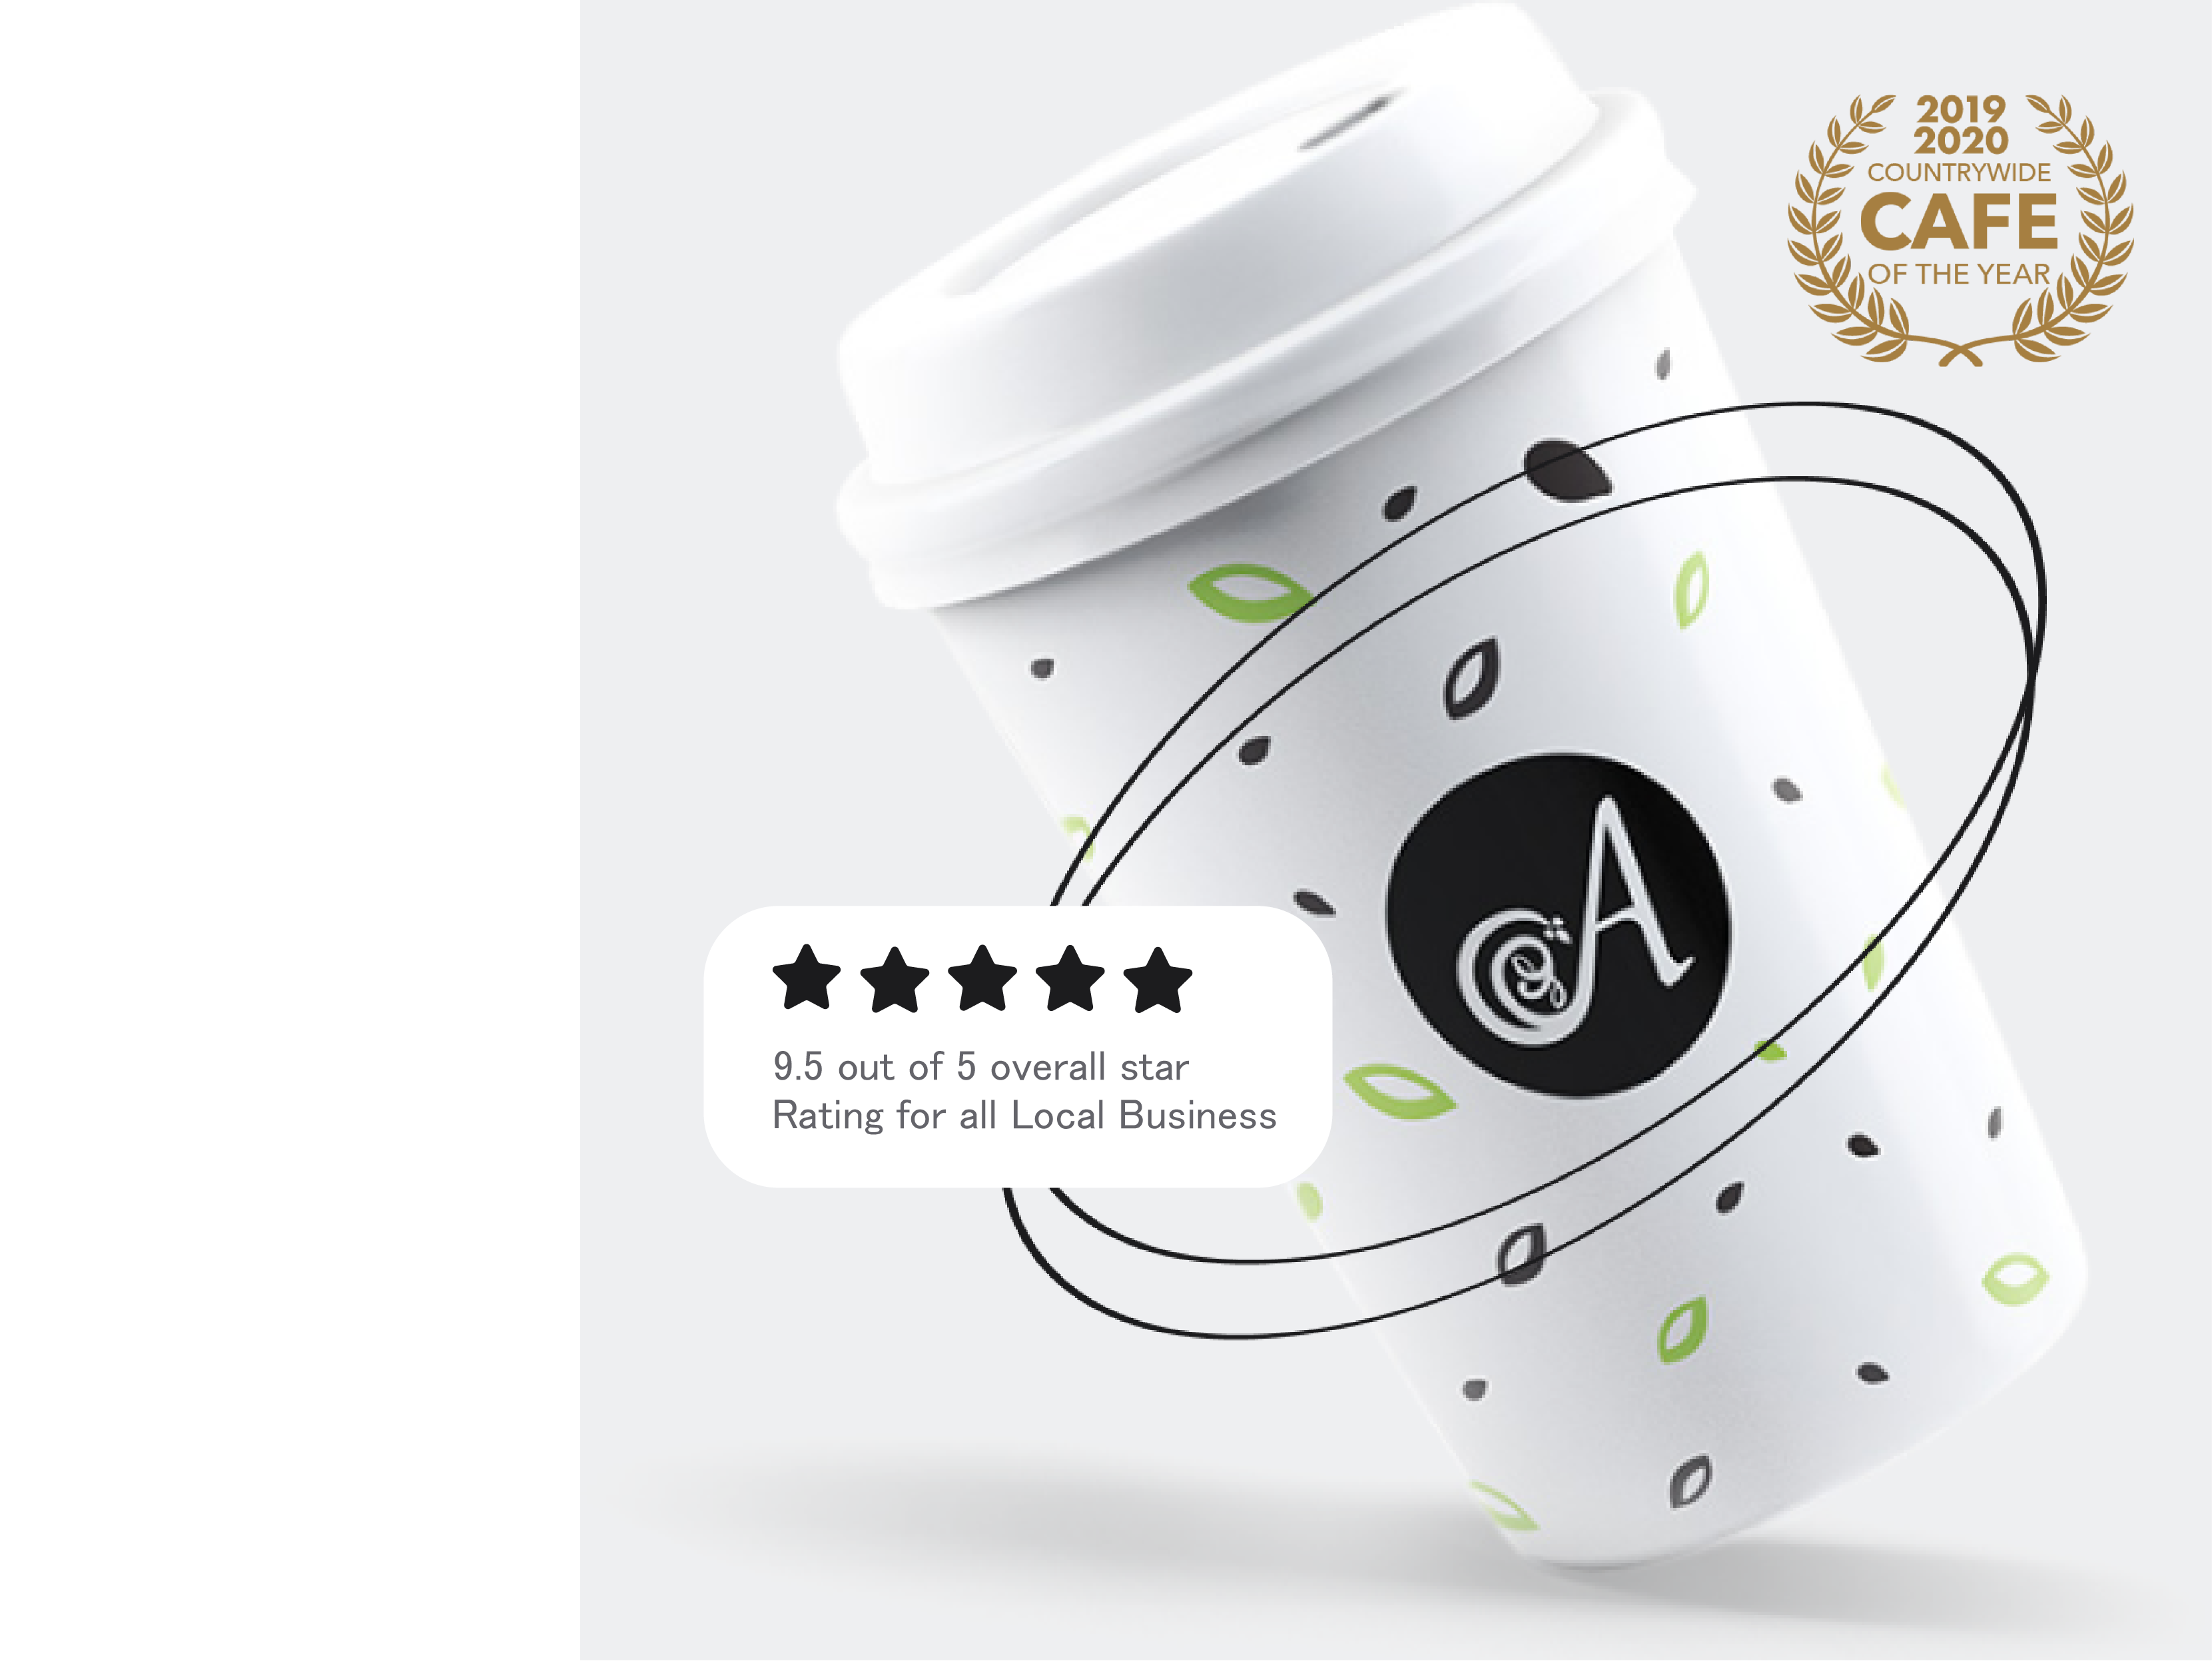 2019
2020
COUNTRYWIDE
CAFE
OF THE YEAR
A
9.5 out of 5 overall star
Rating for all Local Business